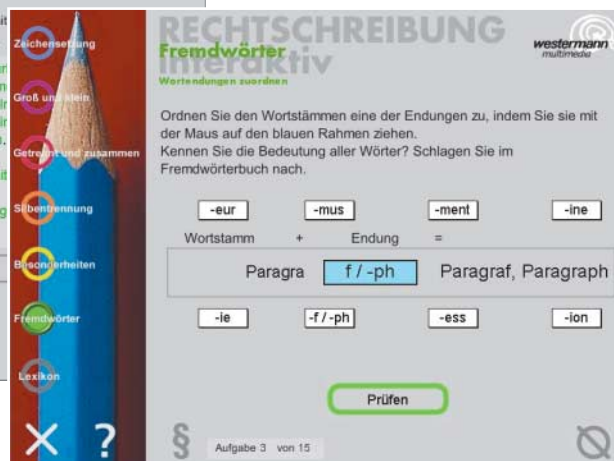 RECHTSCHREIBUNG
interaktiv
Fremdwörter
Wortendungen zuordnen
westermann
multimedia
Zeichensetzung
Groß und klein
Getrennt und zusammen
Silbentrennung
Besonderheiten
Fremdwörter
Lexikon
Ordnen Sie den Wortstämmen eine der Endungen zu, indem Sie sie mit
der Maus auf den blauen Rahmen ziehen.
Kennen Sie die Bedeutung aller Wörter? Schlagen Sie im
Fremdwörterbuch nach.
-eur -mus -ment -ine
Wortstamm + Endung =
Paragra f / -ph Paragraf, Paragraph
-ie -f / -ph -ess -ion
Prüfen
? § Aufgabe 3 von 15